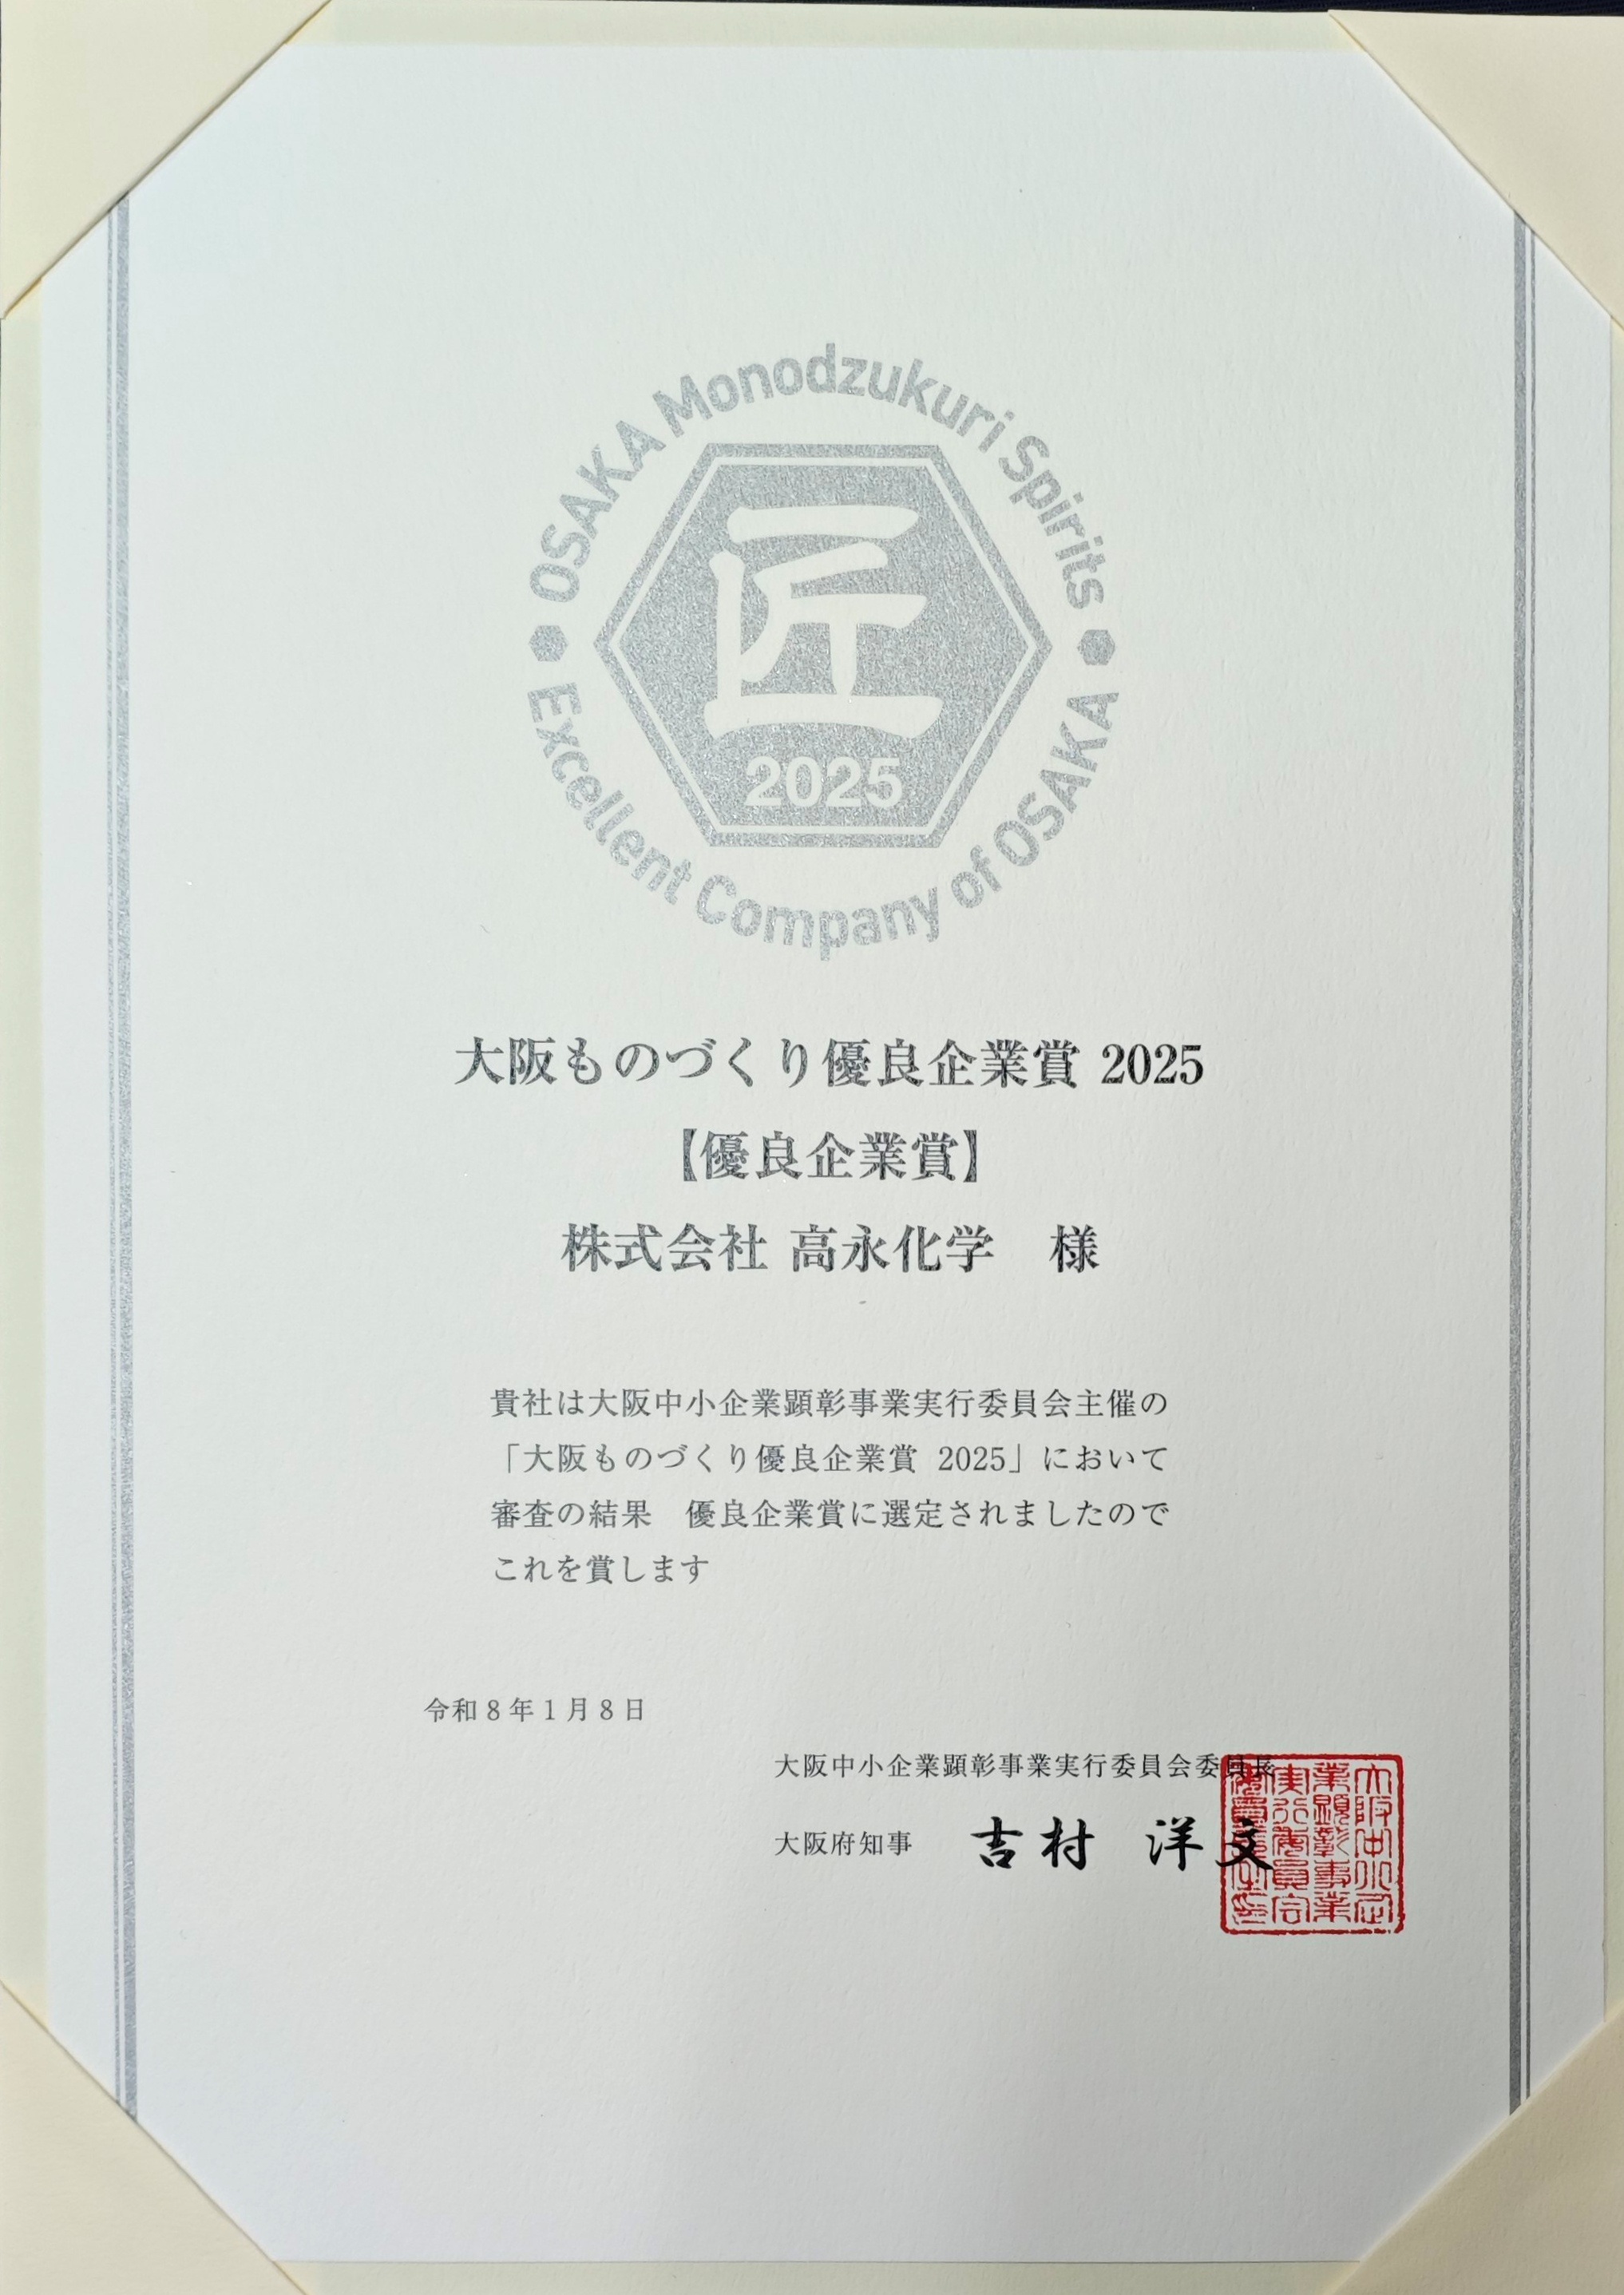 OSAKA Monodzukuri Spirits
匠
2025
Excellent Company of OSAKA
大阪ものづくり優良企業賞 2025
【優良企業賞】
株式会社 高永化学　様
貴社は大阪中小企業顕彰事業実行委員会主催の
「大阪ものづくり優良企業賞 2025」において
審査の結果　優良企業賞に選定されましたので
これを賞します
令和8年1月8日
大阪中小企業顕彰事業実行委員会委員長
大阪府知事　吉村 洋文